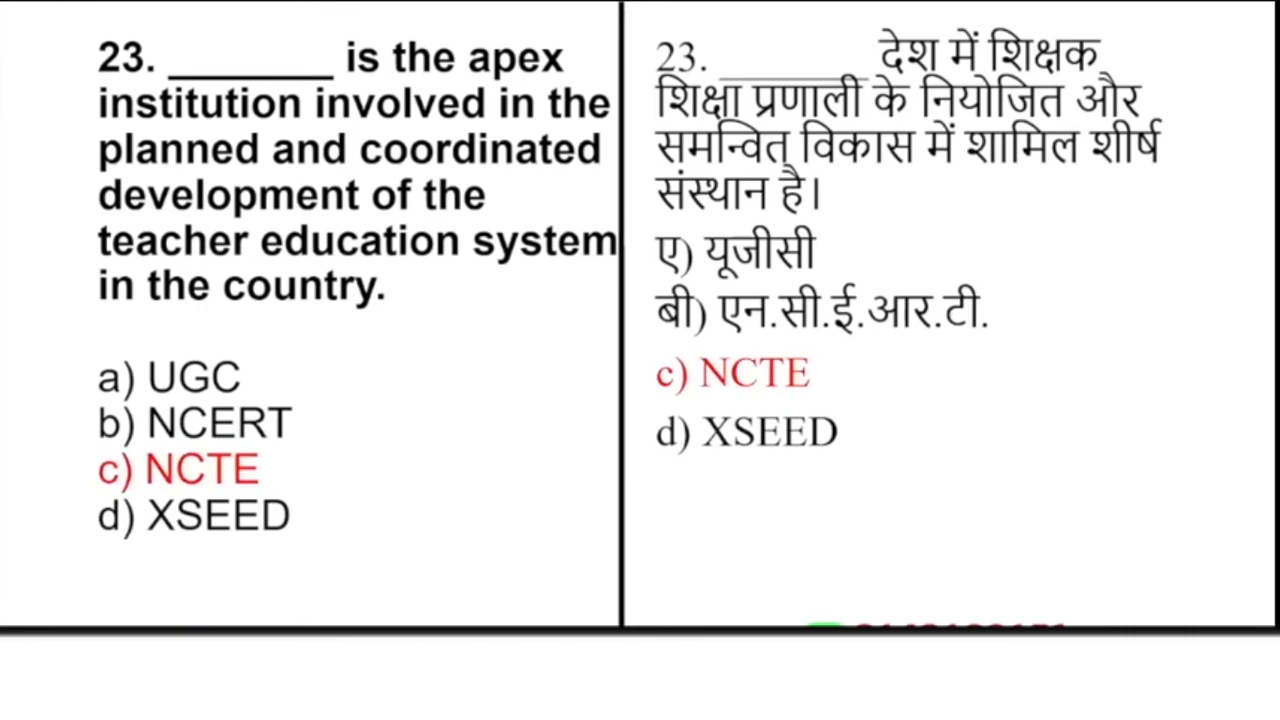 23. _______ is the apex
institution involved in the
planned and coordinated
development of the
teacher education system
in the country.
a) UGC
b) NCERT
c) NCTE
d) XSEED
23. _______ देश में शिक्षक
शिक्षा प्रणाली के नियोजित और
समन्वित विकास में शामिल शीर्ष
संस्थान है।
ए) यूजीसी
बी) एन.सी.ई.आर.टी.
c) NCTE
d) XSEED